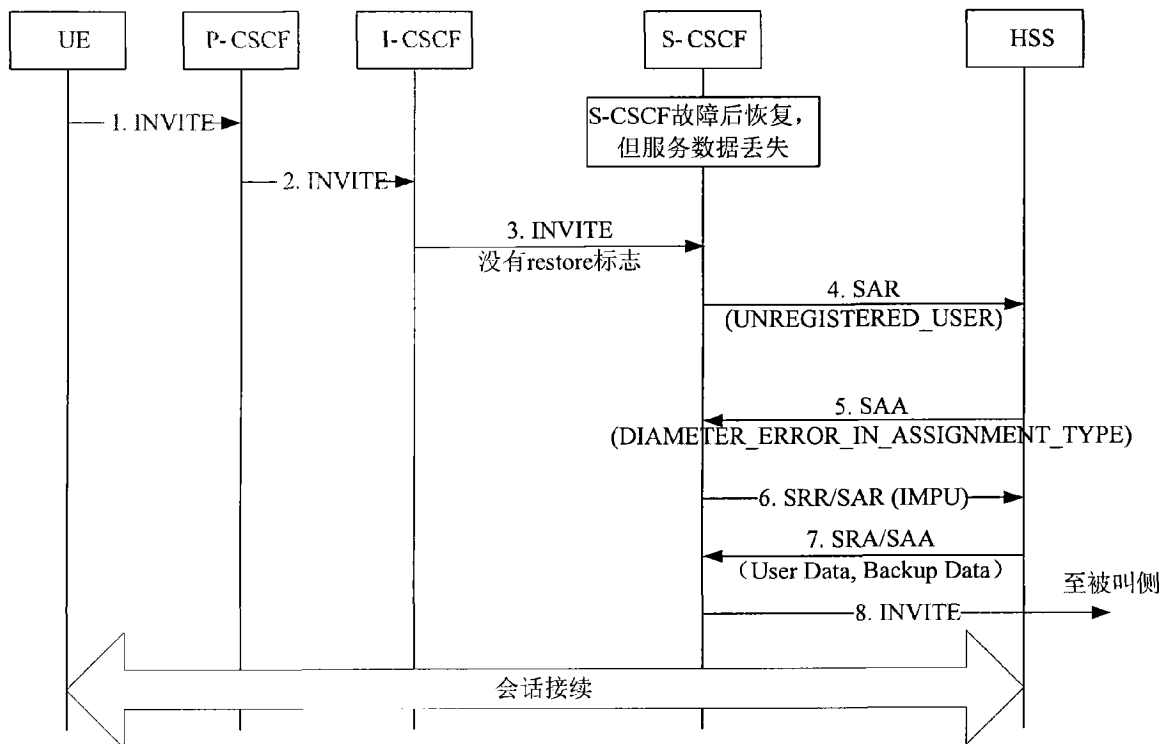 UE
P-CSCF
I-CSCF
S-CSCF
HSS
S-CSCF故障后恢复，
但服务数据丢失
1. INVITE
2. INVITE
3. INVITE
没有restore标志
4. SAR
(UNREGISTERED_USER)
5. SAA
(DIAMETER_ERROR_IN_ASSIGNMENT_TYPE)
6. SRR/SAR (IMPU)
7. SRA/SAA
（User Data, Backup Data）
至被叫侧
8. INVITE
会话接续